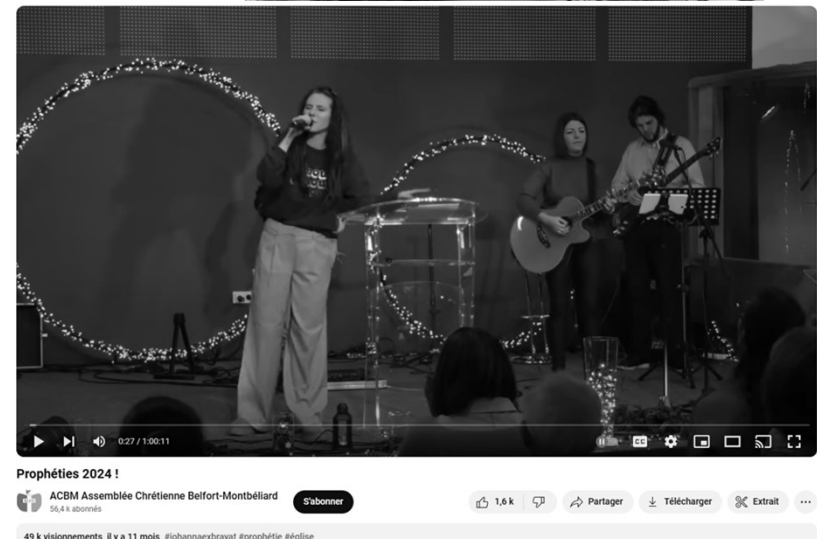 0:27 / 1:00:11
Prophéties 2024 !
ACBM Assemblée Chrétienne Belfort-Montbéliard
56,4 k abonnés
S'abonner
1,6 k
Partager
Télécharger
Extrait
49 k visionnements il y a 11 mois #johannaexbrayat #prophétie #église